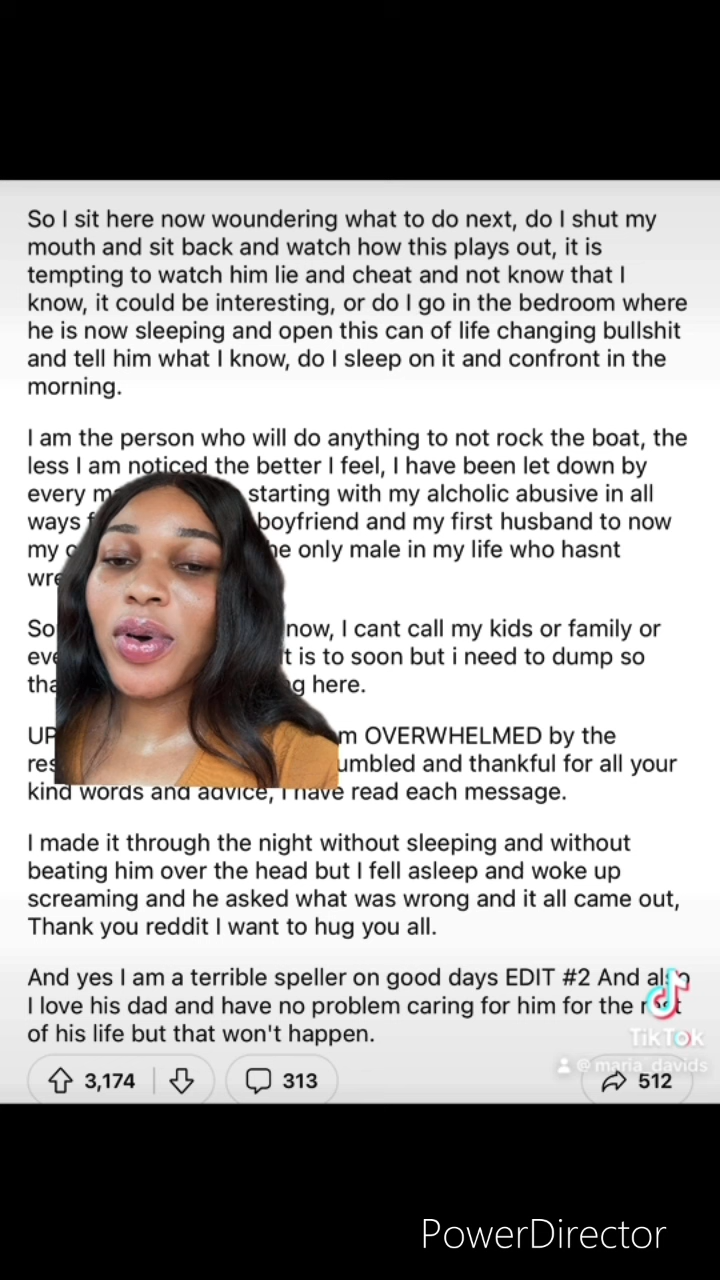 So I sit here now woundering what to do next, do I shut my
mouth and sit back and watch how this plays out, it is
tempting to watch him lie and cheat and not know that I
know, it could be interesting, or do I go in the bedroom where
he is now sleeping and open this can of life changing bullshit
and tell him what I know, do I sleep on it and confront in the
morning.
I am the person who will do anything to not rock the boat, the
less I am noticed the better I feel, I have been let down by
every starting with my alcholic abusive in all
ways boyfriend and my first husband to now
my only male in my life who hasnt
So now, I cant call my kids or family or
is to soon but i need to dump so
here.
OVERWHELMED by the
and thankful for all your
kind words and advice, I have read each message.
I made it through the night without sleeping and without
beating him over the head but I fell asleep and woke up
screaming and he asked what was wrong and it all came out,
Thank you reddit I want to hug you all.
And yes I am a terrible speller on good days EDIT #2 And also
I love his dad and have no problem caring for him for the rest
of his life but that won't happen.
TikTok
@maria_davids
3,174 313 512
PowerDirector